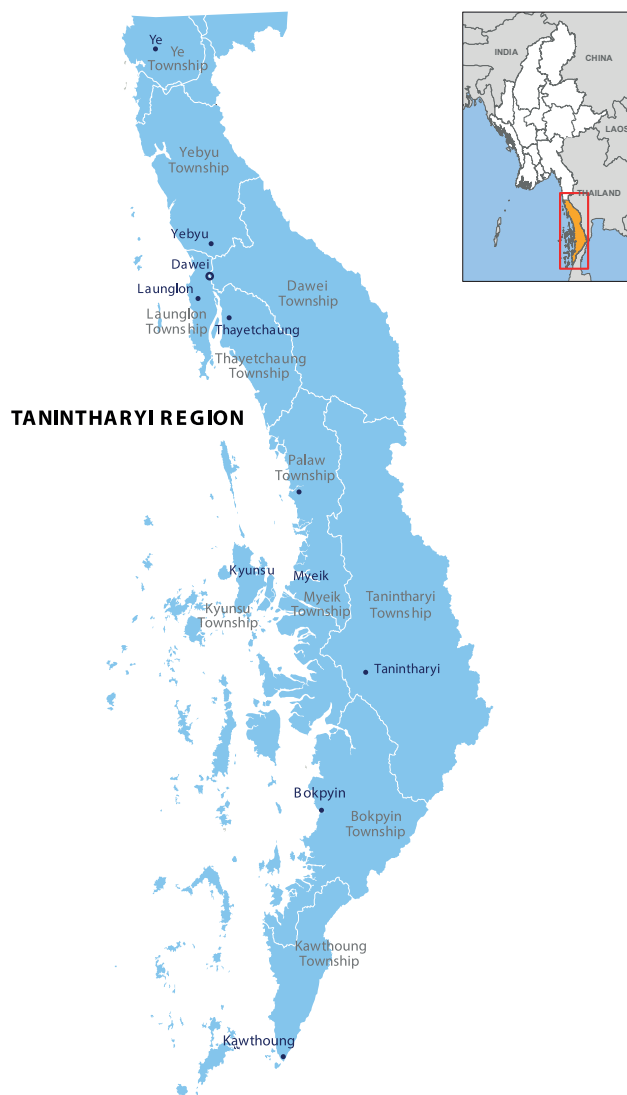 Ye
Ye
Township
INDIA
CHINA
LAOS
THAILAND
Yebyu
Township
Yebyu
Dawei
Launglon
Launglon
Township
Dawei
Township
Thayetchaung
Thayetchaung
Township
TANINTHARYI REGION
Palaw
Township
Kyunsu
Kyunsu
Township
Myeik
Myeik
Township
Tanintharyi
Township
Tanintharyi
Bokpyin
Bokpyin
Township
Kawthoung
Township
Kawthoung